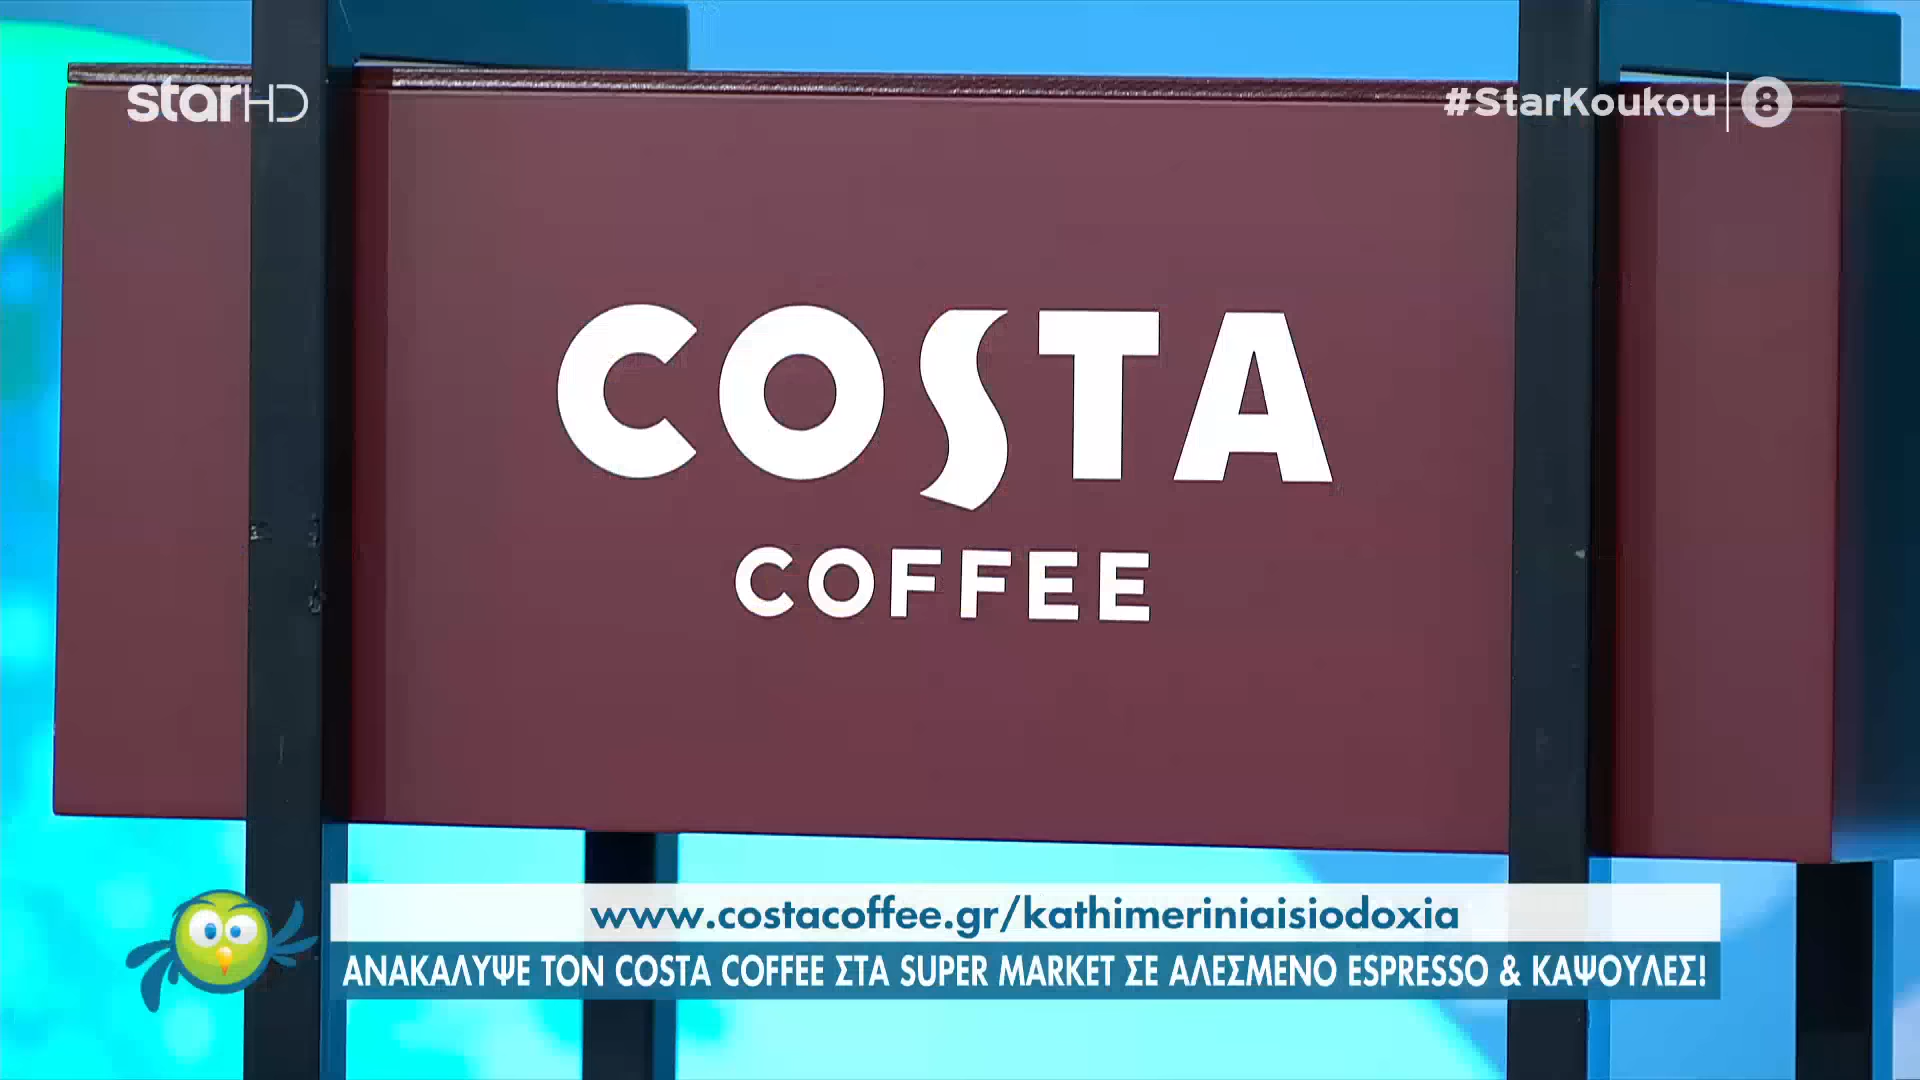 starHD
#StarKoukou 8
COSTA
COFFEE
www.costacoffee.gr/kathimeriniaisiodoxia
ΑΝΑΚΑΛΥΨΕ ΤΟΝ COSTA COFFEE ΣΤΑ SUPER MARKET ΣΕ ΑΛΕΣΜΕΝΟ ESPRESSO & ΚΑΨΟΥΛΕΣ!